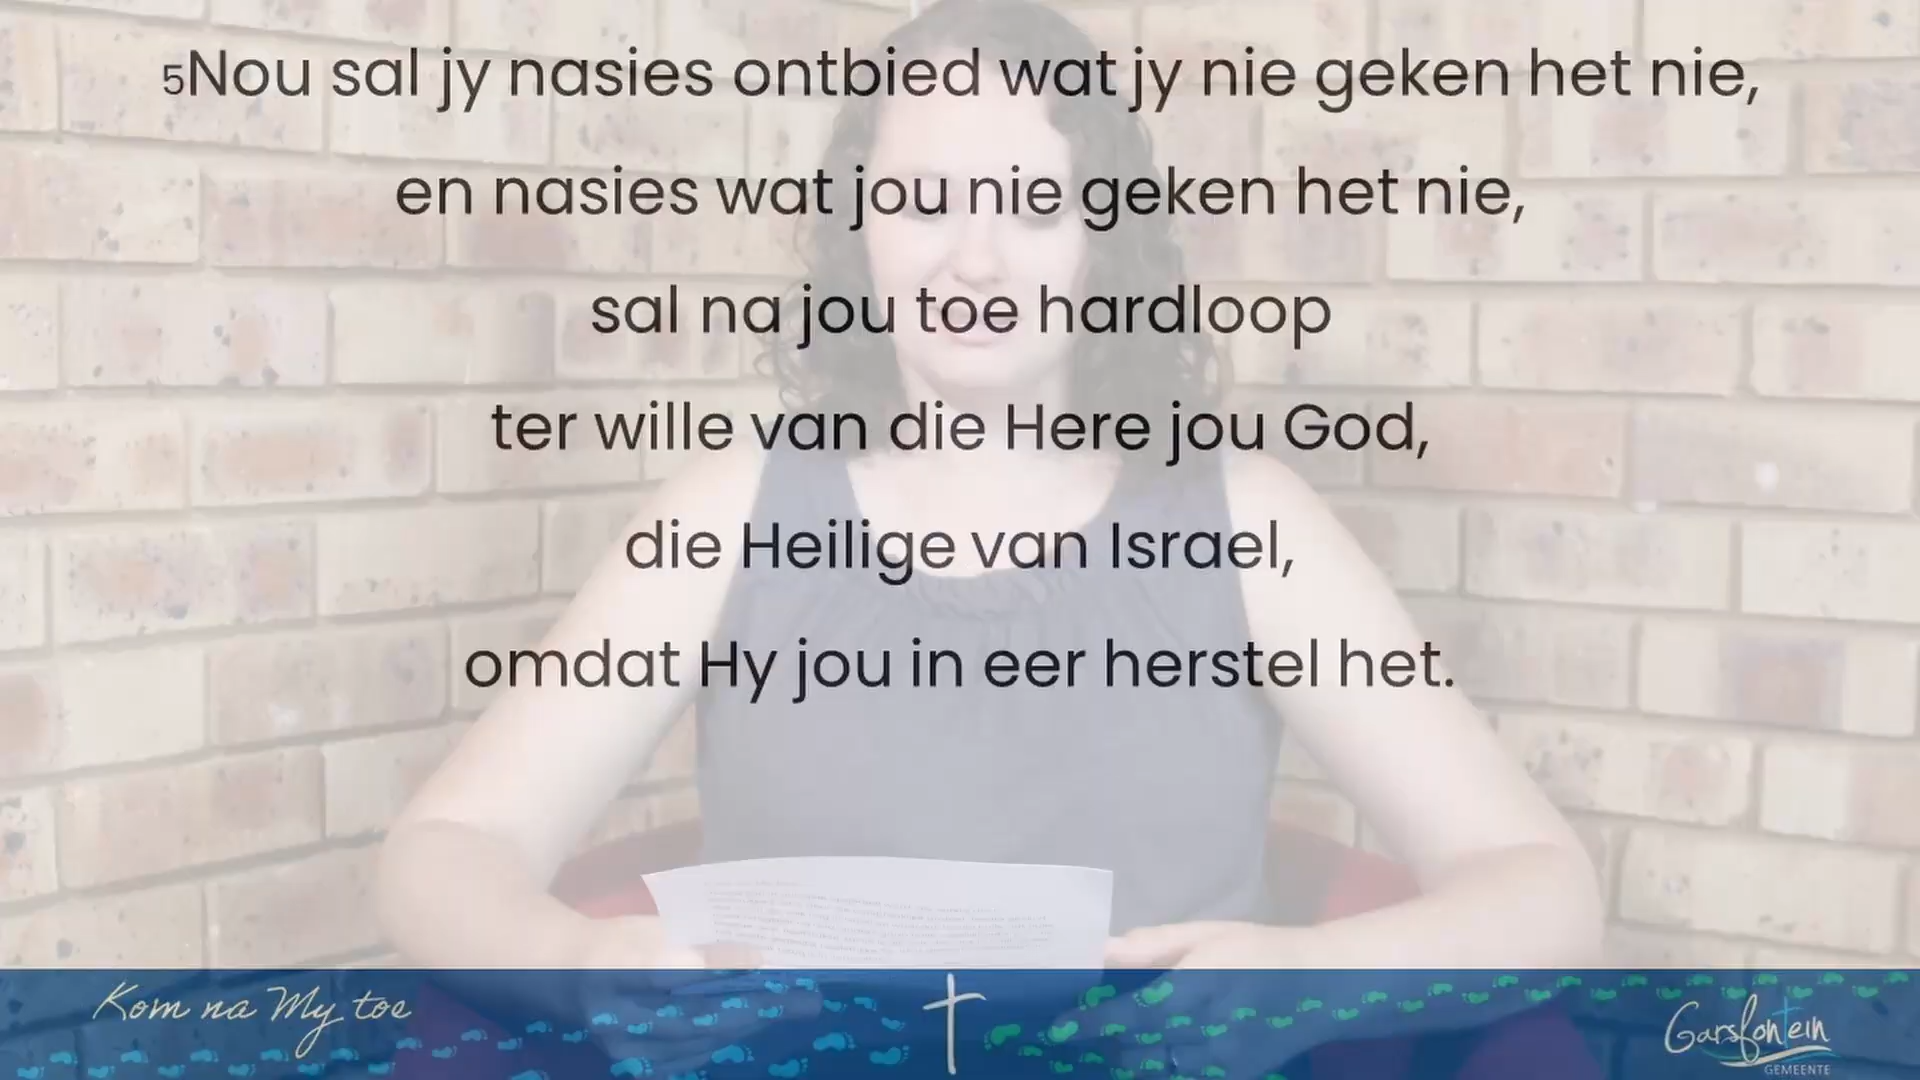 5Nou sal jy nasies ontbied wat jy nie geken het nie,
en nasies wat jou nie geken het nie,
sal na jou toe hardloop
ter wille van die Here jou God,
die Heilige van Israel,
omdat Hy jou in eer herstel het.
Kom na My toe
Garsfontein
GEMEENTE